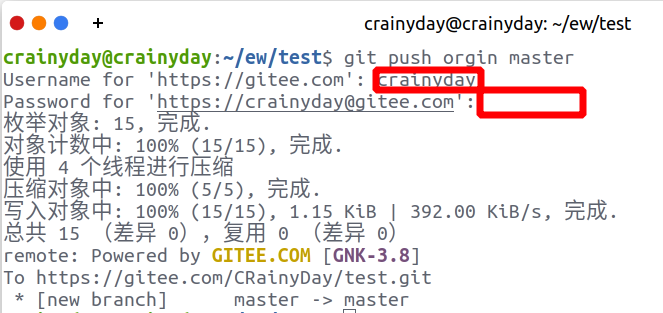 crainyday@crainyday: ~/ew/test
crainyday@crainyday:~/ew/test$ git push orgin master
Username for 'https://gitee.com': crainyday
Password for 'https://crainyday@gitee.com':
枚举对象: 15, 完成.
对象计数中: 100% (15/15), 完成.
使用 4 个线程进行压缩
压缩对象中: 100% (5/5), 完成.
写入对象中: 100% (15/15), 1.15 KiB | 392.00 KiB/s, 完成.
总共 15 （差异 0），复用 0 （差异 0）
remote: Powered by GITEE.COM [GNK-3.8]
To https://gitee.com/CRainyDay/test.git
 * [new branch]      master -> master